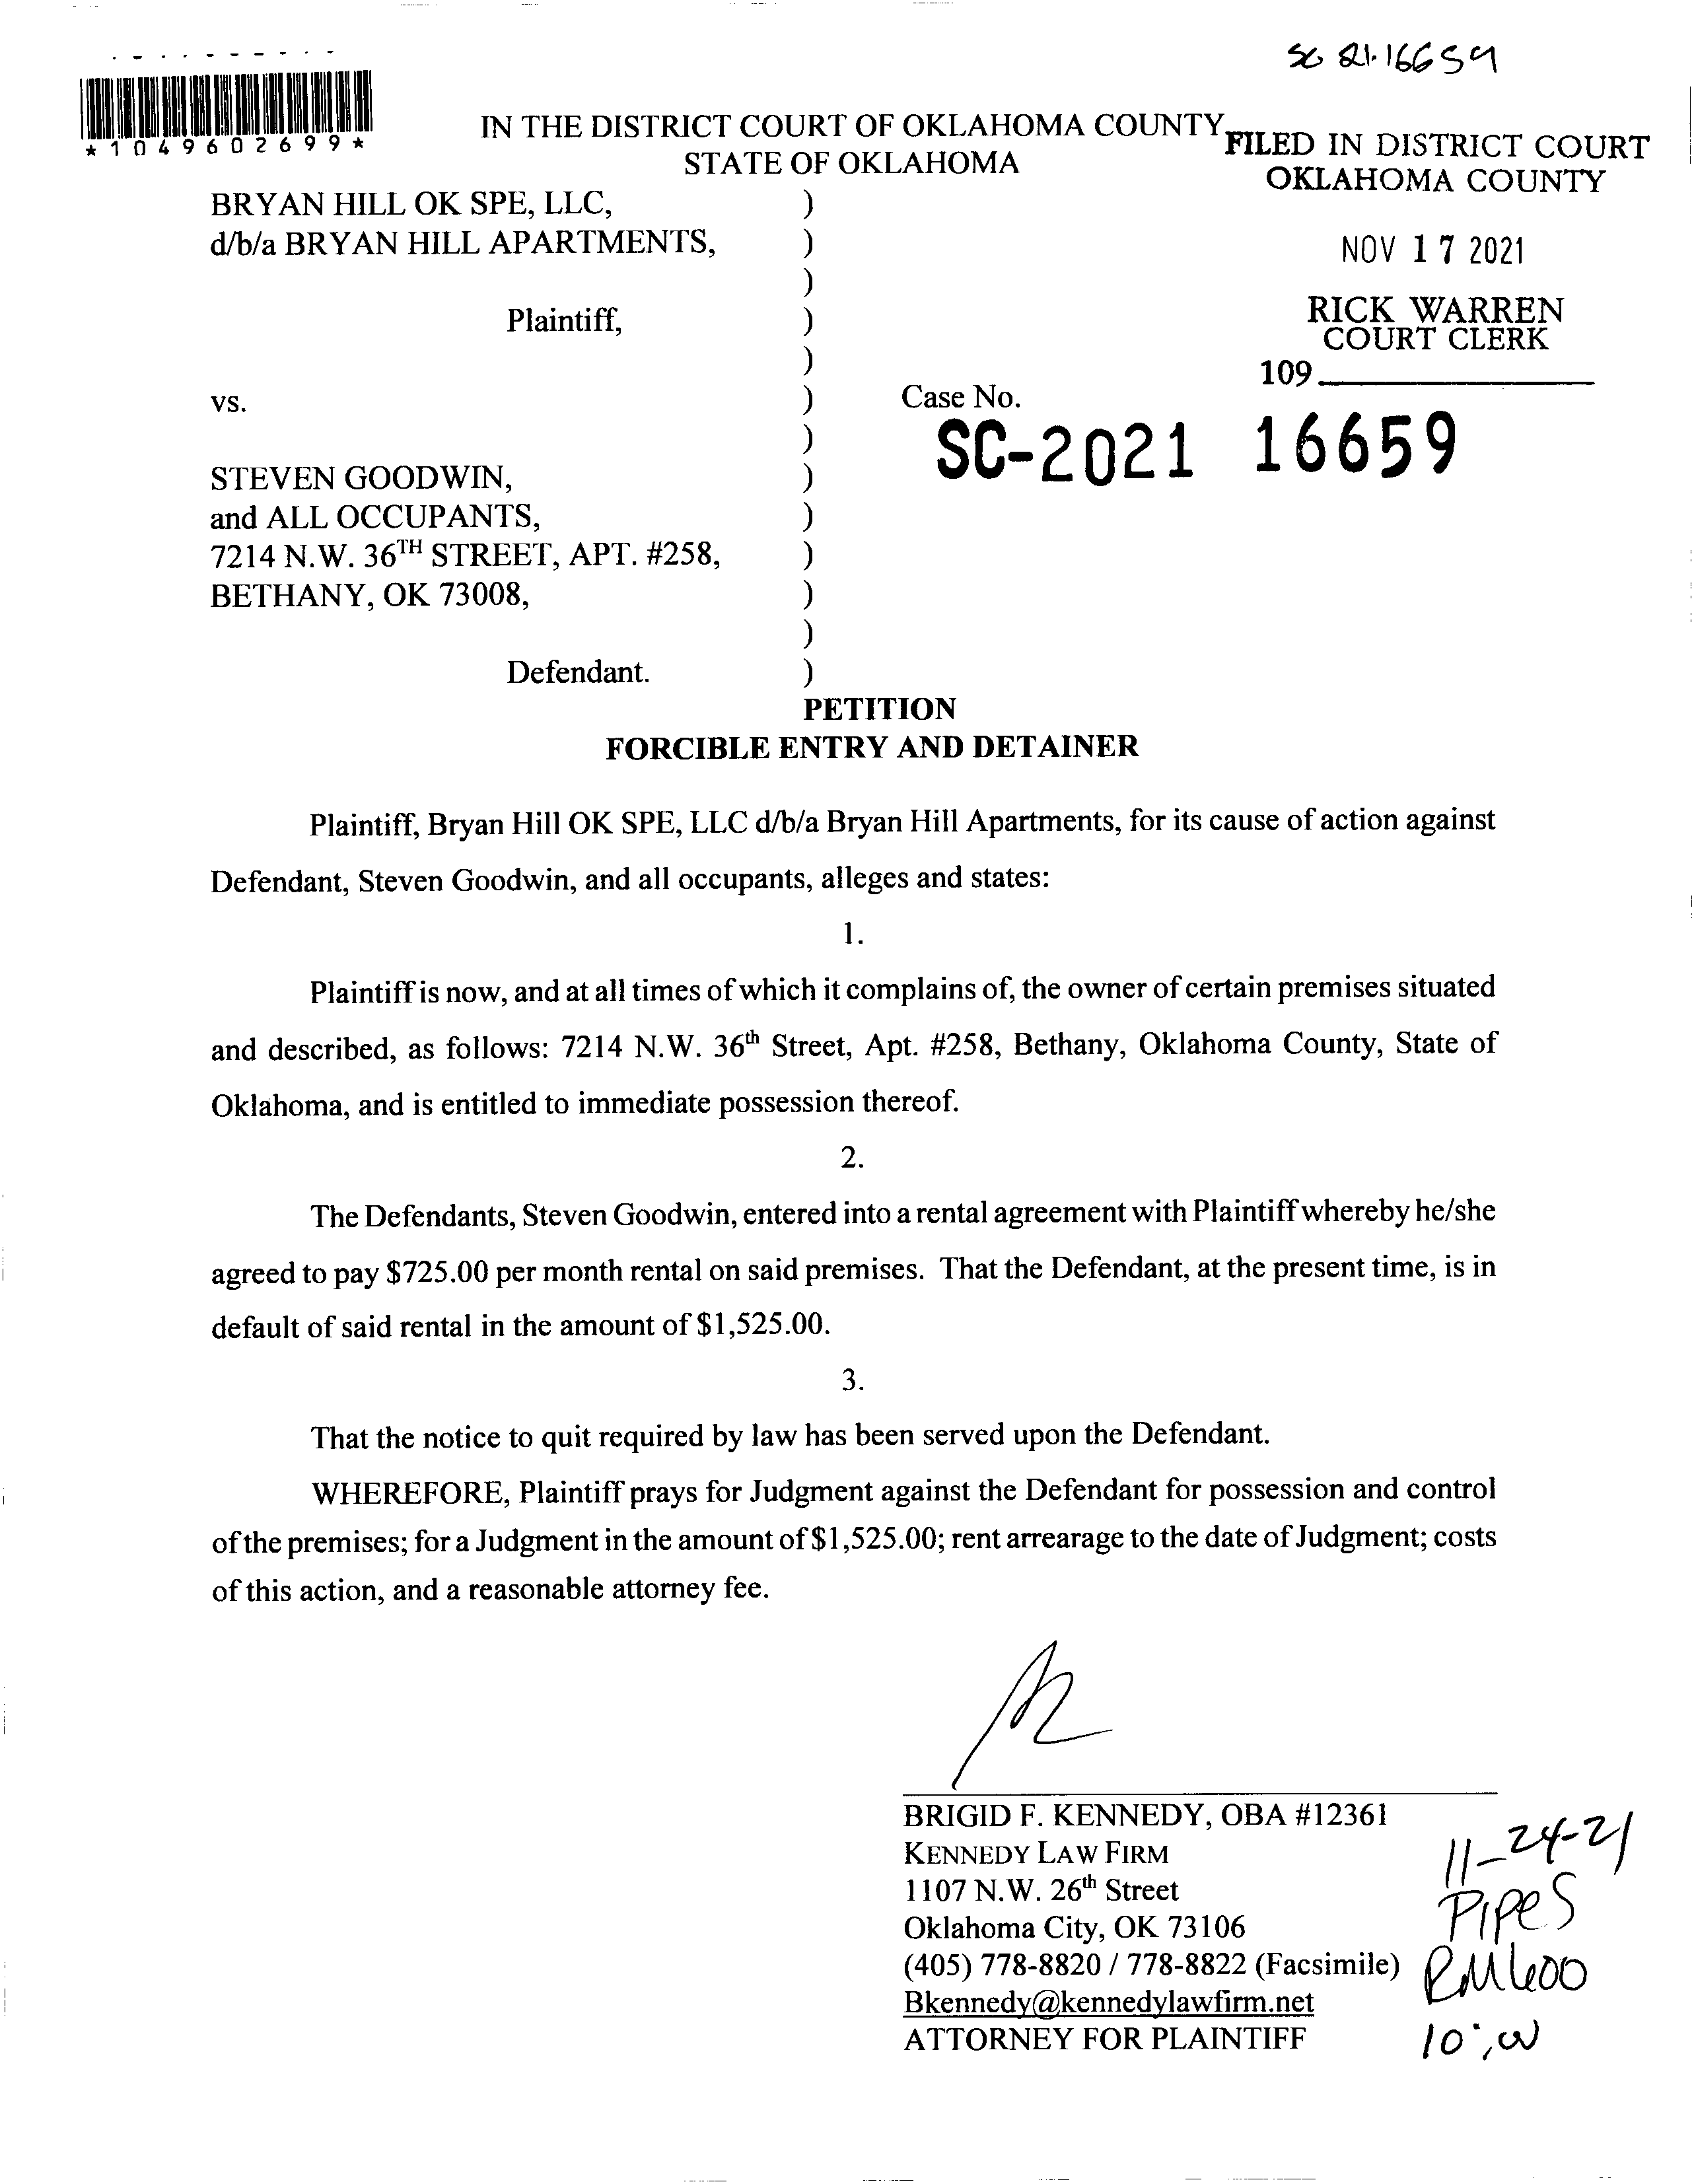 SC 21-16659
*1049602699*
IN THE DISTRICT COURT OF OKLAHOMA COUNTY
STATE OF OKLAHOMA
FILED IN DISTRICT COURT
OKLAHOMA COUNTY
NOV 17 2021
RICK WARREN
COURT CLERK
109
BRYAN HILL OK SPE, LLC, )
d/b/a BRYAN HILL APARTMENTS, )
)
Plaintiff, )
)
vs. ) Case No.
) SC-2021 16659
STEVEN GOODWIN, )
and ALL OCCUPANTS, )
7214 N.W. 36TH STREET, APT. #258, )
BETHANY, OK 73008, )
)
Defendant. )
PETITION
FORCIBLE ENTRY AND DETAINER
Plaintiff, Bryan Hill OK SPE, LLC d/b/a Bryan Hill Apartments, for its cause of action against
Defendant, Steven Goodwin, and all occupants, alleges and states:
1.
Plaintiff is now, and at all times of which it complains of, the owner of certain premises situated
and described, as follows: 7214 N.W. 36th Street, Apt. #258, Bethany, Oklahoma County, State of
Oklahoma, and is entitled to immediate possession thereof.
2.
The Defendants, Steven Goodwin, entered into a rental agreement with Plaintiff whereby he/she
agreed to pay $725.00 per month rental on said premises. That the Defendant, at the present time, is in
default of said rental in the amount of $1,525.00.
3.
That the notice to quit required by law has been served upon the Defendant.
WHEREFORE, Plaintiff prays for Judgment against the Defendant for possession and control
of the premises; for a Judgment in the amount of $1,525.00; rent arrearage to the date of Judgment; costs
of this action, and a reasonable attorney fee.
BRIGID F. KENNEDY, OBA #12361
KENNEDY LAW FIRM
1107 N.W. 26th Street
Oklahoma City, OK 73106
(405) 778-8820 / 778-8822 (Facsimile)
Bkennedy@kennedylawfirm.net
ATTORNEY FOR PLAINTIFF
11-24-21
PIPES
RM 600